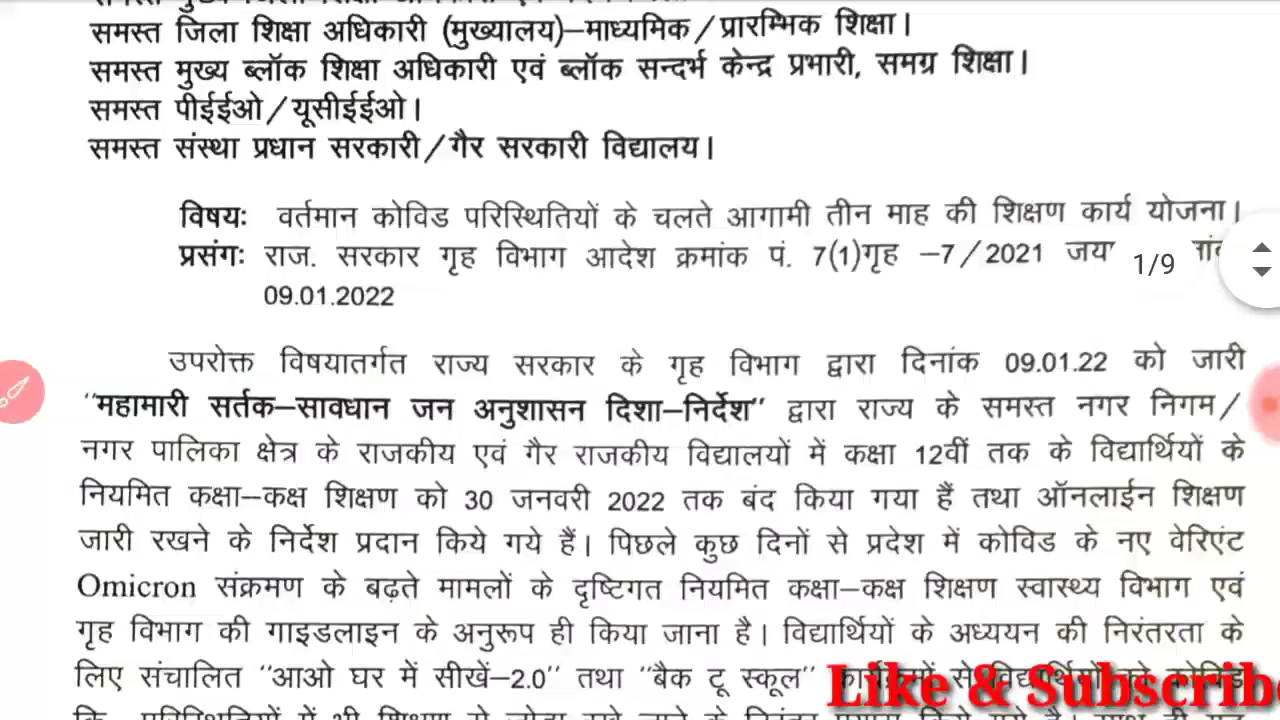 समस्त जिला शिक्षा अधिकारी (मुख्यालय)–माध्यमिक/प्रारम्भिक शिक्षा।
समस्त मुख्य ब्लॉक शिक्षा अधिकारी एवं ब्लॉक सन्दर्भ केन्द्र प्रभारी, समग्र शिक्षा।
समस्त पीईईओ/यूसीईईओ।
समस्त संस्था प्रधान सरकारी/गैर सरकारी विद्यालय।
विषयः वर्तमान कोविड परिस्थितियों के चलते आगामी तीन माह की शिक्षण कार्य योजना।
प्रसंगः राज. सरकार गृह विभाग आदेश क्रमांक पं. 7(1)गृह –7/2021 1/9
09.01.2022
उपरोक्त विषयातर्गत राज्य सरकार के गृह विभाग द्वारा दिनांक 09.01.22 को जारी
"महामारी सर्तक–सावधान जन अनुशासन दिशा–निर्देश" द्वारा राज्य के समस्त नगर निगम/
नगर पालिका क्षेत्र के राजकीय एवं गैर राजकीय विद्यालयों में कक्षा 12वीं तक के विद्यार्थियों के
नियमित कक्षा–कक्ष शिक्षण को 30 जनवरी 2022 तक बंद किया गया हैं तथा ऑनलाईन शिक्षण
जारी रखने के निर्देश प्रदान किये गये हैं। पिछले कुछ दिनों से प्रदेश में कोविड के नए वेरिएंट
Omicron संक्रमण के बढ़ते मामलों के दृष्टिगत नियमित कक्षा–कक्ष शिक्षण स्वास्थ्य विभाग एवं
गृह विभाग की गाइडलाइन के अनुरूप ही किया जाना है। विद्यार्थियों के अध्ययन की निरंतरता के
लिए संचालित "आओ घर में सीखें–2.0" तथा "बैक टू स्कूल"
Like & Subscribe